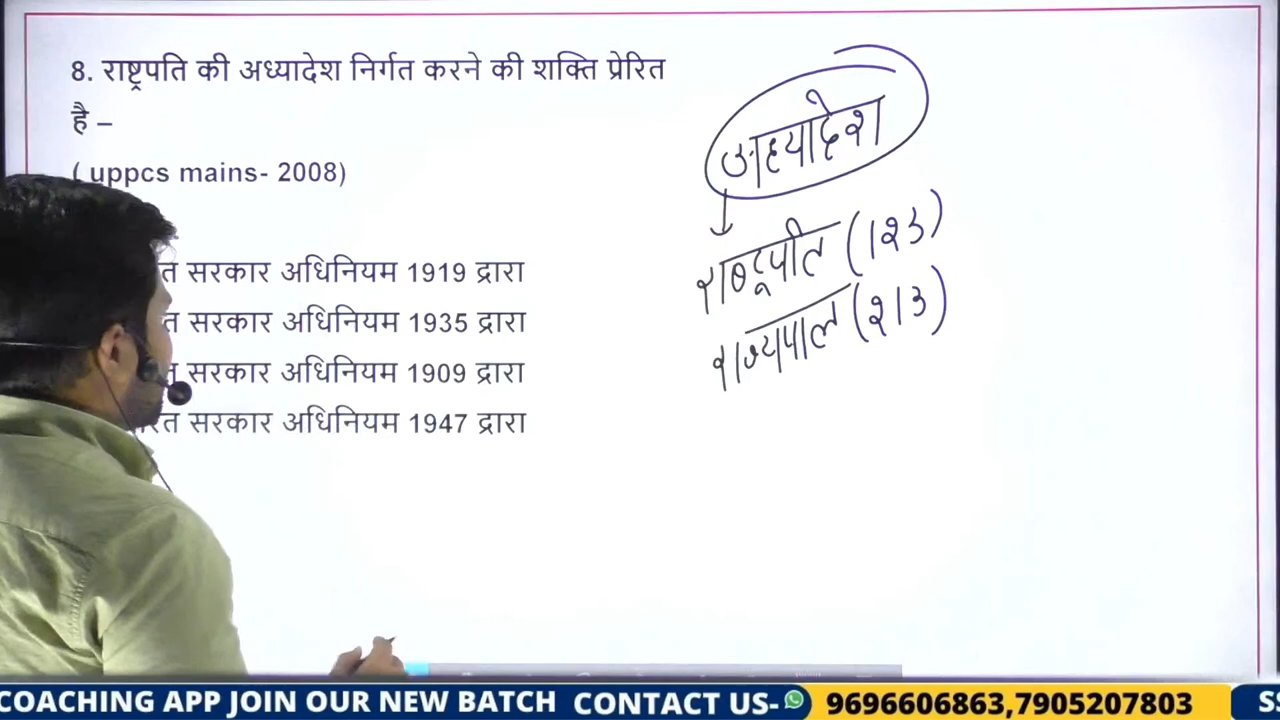 8. राष्ट्रपति की अध्यादेश निर्गत करने की शक्ति प्रेरित
है –
( uppcs mains- 2008)
सरकार अधिनियम 1919 द्रारा
सरकार अधिनियम 1935 द्रारा
सरकार अधिनियम 1909 द्रारा
सरकार अधिनियम 1947 द्रारा
अध्यादेश
राष्ट्रपति (123)
राज्यपाल (213)
COACHING APP JOIN OUR NEW BATCH CONTACT US- 9696606863,7905207803